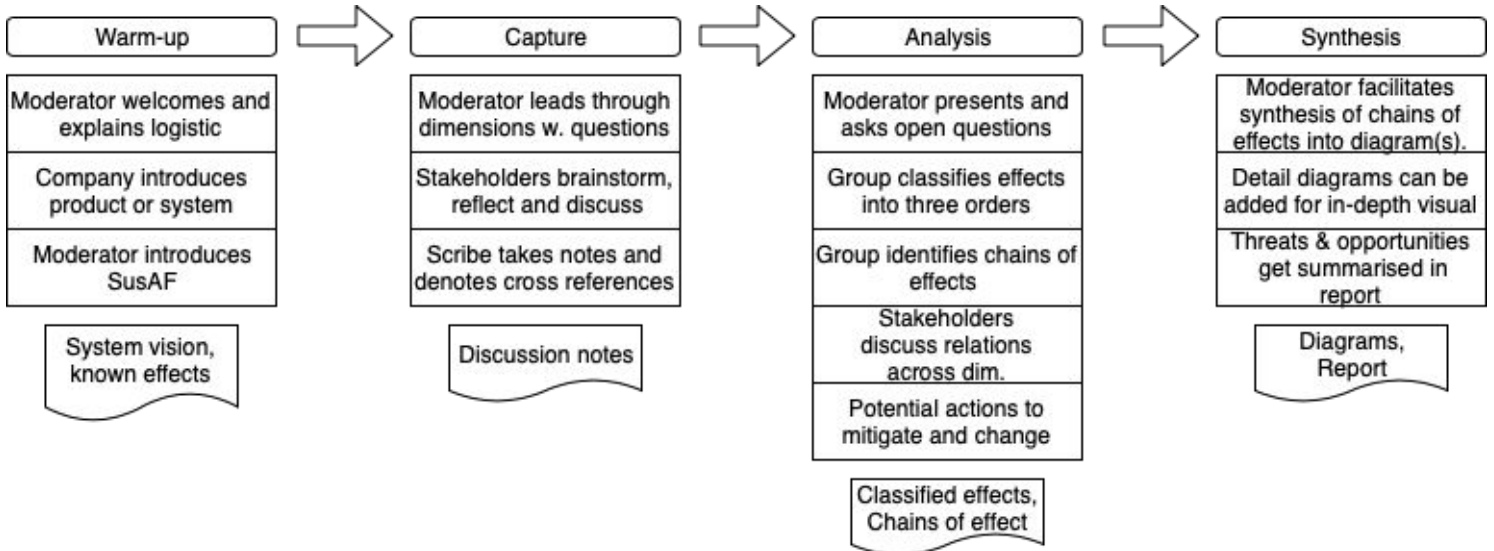 Warm-up
Moderator welcomes and
explains logistic
Company introduces
product or system
Moderator introduces
SusAF
System vision,
known effects
Capture
Moderator leads through
dimensions w. questions
Stakeholders brainstorm,
reflect and discuss
Scribe takes notes and
denotes cross references
Discussion notes
Analysis
Moderator presents and
asks open questions
Group classifies effects
into three orders
Group identifies chains of
effects
Stakeholders
discuss relations
across dim.
Potential actions to
mitigate and change
Classified effects,
Chains of effect
Synthesis
Moderator facilitates
synthesis of chains of
effects into diagram(s).
Detail diagrams can be
added for in-depth visual
Threats & opportunities
get summarised in
report
Diagrams,
Report